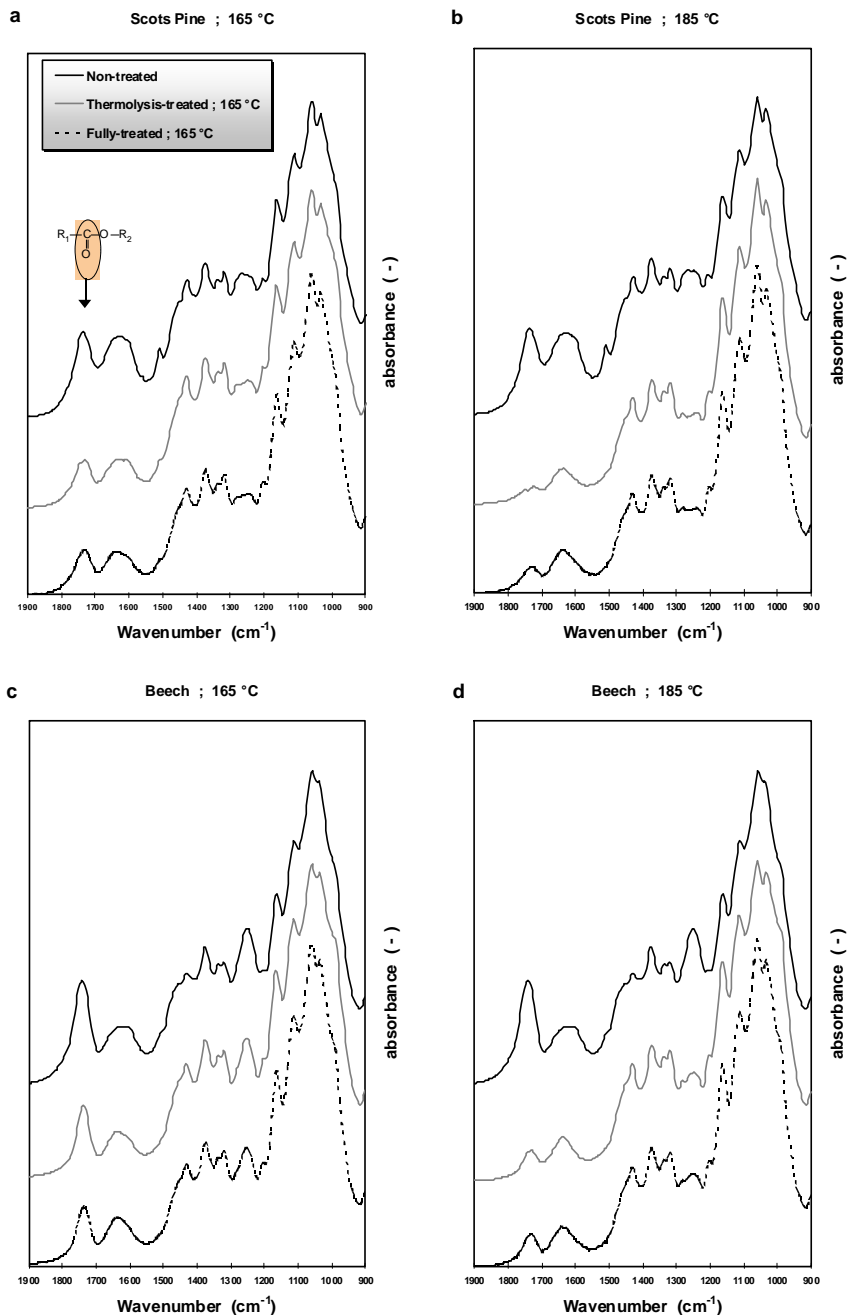 a
Scots Pine ; 165 °C
Non-treated
Thermolysis-treated ; 165 °C
Fully-treated ; 165 °C
R1—C—O—R2
O
absorbance (-)
1900 1800 1700 1600 1500 1400 1300 1200 1100 1000 900
Wavenumber (cm-1)
b
Scots Pine ; 185 °C
absorbance (-)
1900 1800 1700 1600 1500 1400 1300 1200 1100 1000 900
Wavenumber (cm-1)
c
Beech ; 165 °C
absorbance (-)
1900 1800 1700 1600 1500 1400 1300 1200 1100 1000 900
Wavenumber (cm-1)
d
Beech ; 185 °C
absorbance (-)
1900 1800 1700 1600 1500 1400 1300 1200 1100 1000 900
Wavenumber (cm-1)